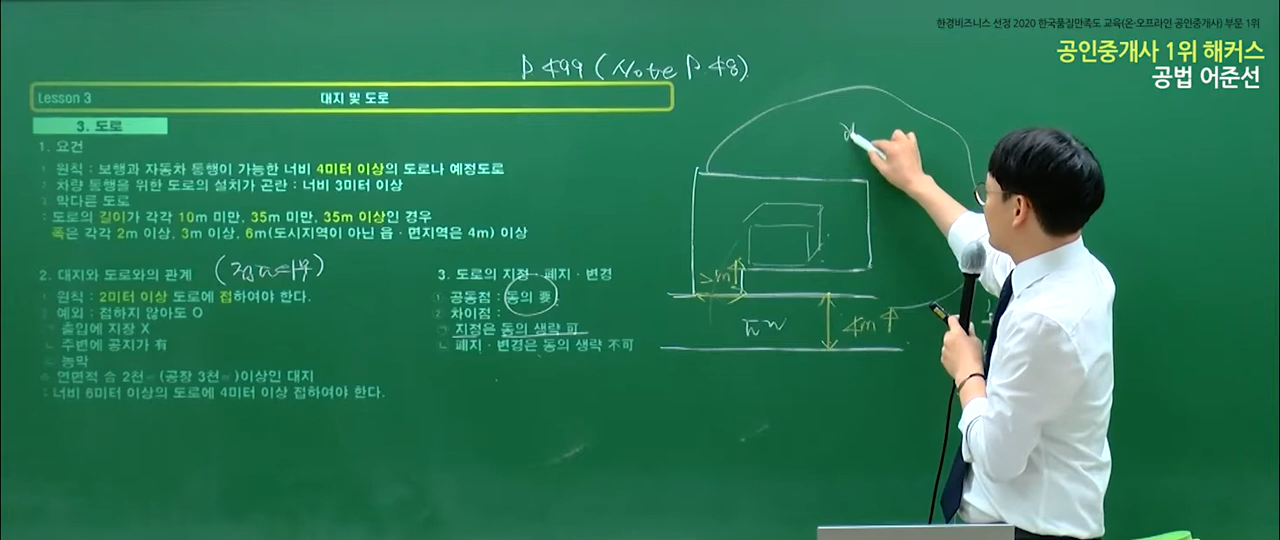 한경비즈니스 선정 2020 한국품질만족도 교육(온·오프라인 공인중개사) 부문 1위
공인중개사 1위 해커스
공법 어준선
P 499 (Note P 48)
Lesson 3 대지 및 도로
3. 도로
1. 요건
원칙 : 보행과 자동차 통행이 가능한 너비 4미터 이상의 도로나 예정도로
차량 통행을 위한 도로의 설치가 곤란 : 너비 3미터 이상
막다른 도로
: 도로의 길이가 각각 10m 미만, 35m 미만, 35m 이상인 경우
폭은 각각 2m 이상, 3m 이상, 6m(도시지역이 아닌 읍·면지역은 4m) 이상
2. 대지와 도로와의 관계 (접도의무)
① 원칙 : 2미터 이상 도로에 접하여야 한다.
② 예외 : 접하지 않아도 O
ㄱ 출입에 지장 X
ㄴ 주변에 공지가 有
ㄷ 농막
※ 연면적 合 2천㎡(공장 3천㎡)이상인 대지
: 너비 6미터 이상의 도로에 4미터 이상 접하여야 한다.
3. 도로의 지정·폐지·변경
① 공통점 : 동의 要
② 차이점 :
ㄱ 지정은 동의 생략 可
ㄴ 폐지·변경은 동의 생략 不可
2m↑
도로
4m↑